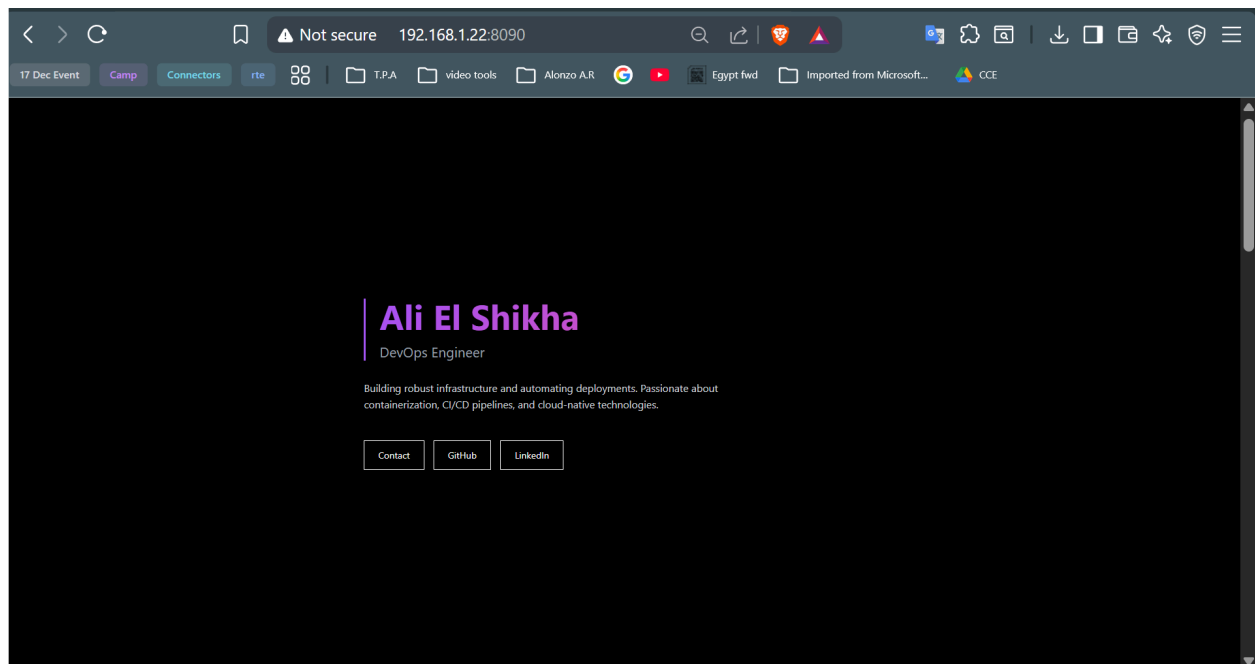 Not secure 192.168.1.22:8090
17 Dec Event Camp Connectors rte T.P.A video tools Alonzo A.R Egypt fwd Imported from Microsoft... CCE
Ali El Shikha
DevOps Engineer
Building robust infrastructure and automating deployments. Passionate about
containerization, CI/CD pipelines, and cloud-native technologies.
Contact GitHub LinkedIn